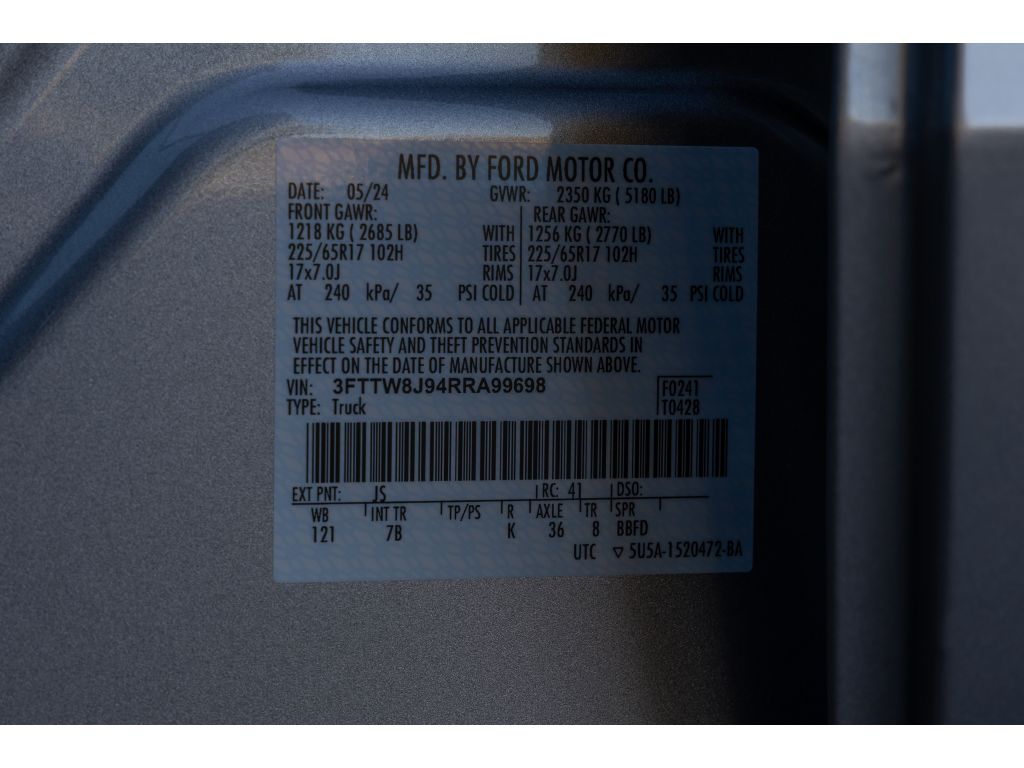 MFD. BY FORD MOTOR CO.
DATE: 05/24 GVWR: 2350 KG ( 5180 LB)
FRONT GAWR: REAR GAWR:
1218 KG ( 2685 LB) WITH 1256 KG ( 2770 LB) WITH
225/65R17 102H TIRES 225/65R17 102H TIRES
17x7.0J RIMS 17x7.0J RIMS
AT 240 kPa/ 35 PSI COLD AT 240 kPa/ 35 PSI COLD
THIS VEHICLE CONFORMS TO ALL APPLICABLE FEDERAL MOTOR
VEHICLE SAFETY AND THEFT PREVENTION STANDARDS IN
EFFECT ON THE DATE OF MANUFACTURE SHOWN ABOVE.
VIN: 3FTTW8J94RRA99698 F0241
TYPE: Truck T0428
EXT PNT: JS RC: 41 DSO:
WB INT TR TP/PS R AXLE TR SPR
121 7B K 36 8 BBFD
UTC ▽ 5U5A-1520472-BA